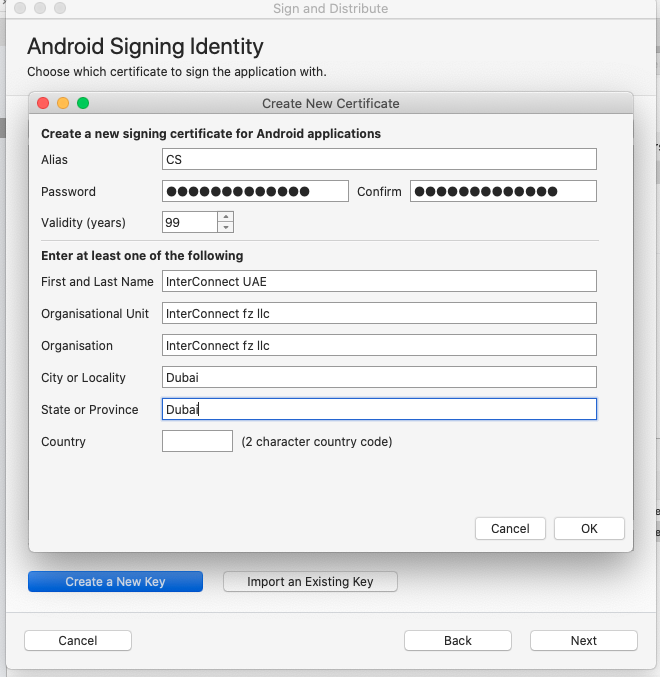 Sign and Distribute
Android Signing Identity
Choose which certificate to sign the application with.
Create New Certificate
Create a new signing certificate for Android applications
Alias CS
Password ●●●●●●●●●●●●● Confirm ●●●●●●●●●●●●●
Validity (years) 99
Enter at least one of the following
First and Last Name InterConnect UAE
Organisational Unit InterConnect fz llc
Organisation InterConnect fz llc
City or Locality Dubai
State or Province Dubai
Country (2 character country code)
Cancel OK
Create a New Key Import an Existing Key
Cancel Back Next